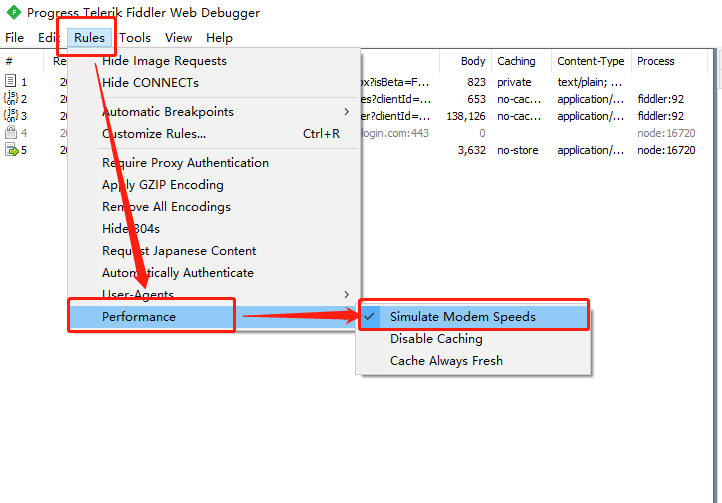 Progress Telerik Fiddler Web Debugger
File Edit Rules Tools View Help
# Re Body Caching Content-Type Process
Hide Image Requests
1 20 ox?isBeta=F... 823 private text/plain; ...
Hide CONNECTs
{js on} 2 20 es?clientId=... 653 no-cac... application/... fiddler:92
Automatic Breakpoints
{js on} 3 20 er?clientId=... 138,126 no-cac... application/... fiddler:92
Customize Rules... Ctrl+R
4 20 login.com:443 0 node:16720
5 20 3,632 no-store application/... node:16720
Require Proxy Authentication
Apply GZIP Encoding
Remove All Encodings
Hide 304s
Request Japanese Content
Automatically Authenticate
User-Agents
Performance
Simulate Modem Speeds
Disable Caching
Cache Always Fresh